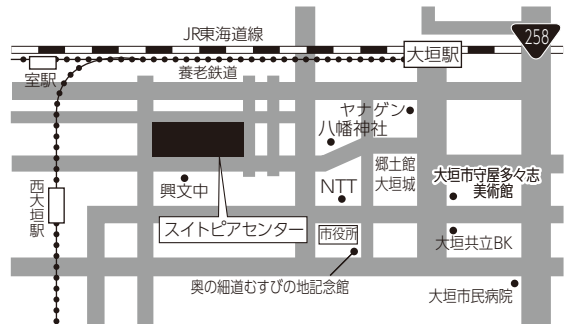 JR東海道線
258
大垣駅
室駅
養老鉄道
ヤナゲン
八幡神社
郷土館
大垣城
大垣市守屋多々志
美術館
興文中
NTT
西大垣駅
スイトピアセンター
市役所
大垣共立BK
奥の細道むすびの地記念館
大垣市民病院